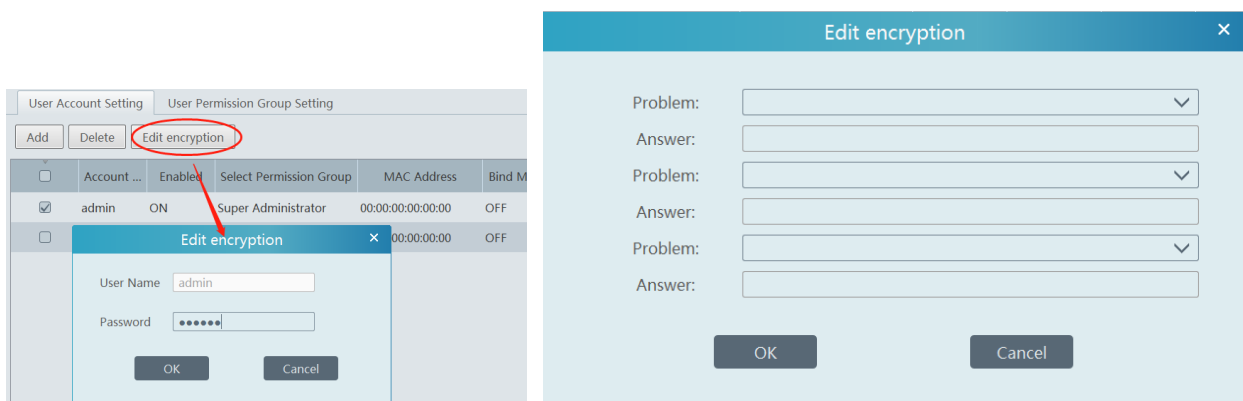 User Account Setting User Permission Group Setting
Add Delete Edit encryption
Account ... Enabled Select Permission Group MAC Address Bind M
admin ON Super Administrator 00:00:00:00:00:00 OFF
00:00:00:00 OFF
Edit encryption
User Name admin
Password ●●●●●●
OK Cancel
Edit encryption
Problem:
Answer:
Problem:
Answer:
Problem:
Answer:
OK Cancel